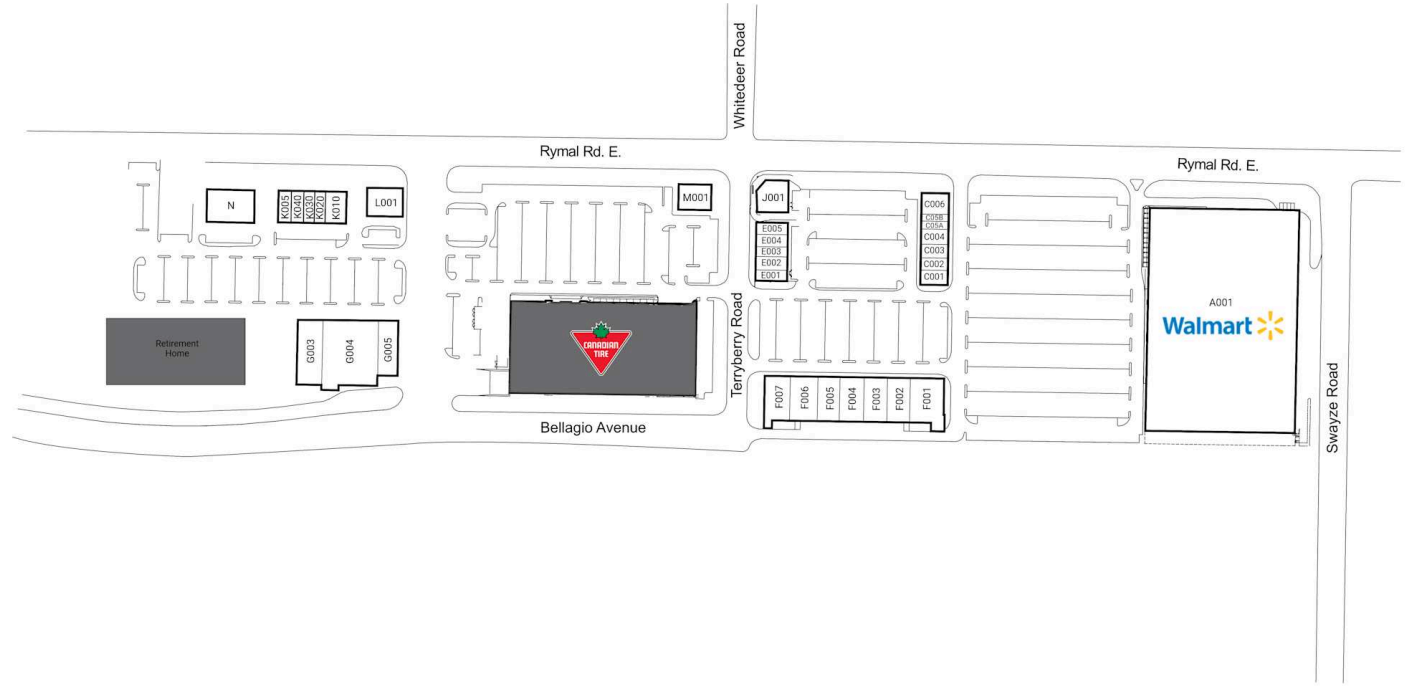 Whitedeer Road
Rymal Rd. E.
Rymal Rd. E.
N
K005
K040
K030
K020
K010
L001
M001
J001
E005
E004
E003
E002
E001
C006
C05B
C05A
C004
C003
C002
C001
A001
Walmart
Retirement
Home
G003
G004
G005
CANADIAN
TIRE
Terryberry Road
F007
F006
F005
F004
F003
F002
F001
Bellagio Avenue
Swayze Road